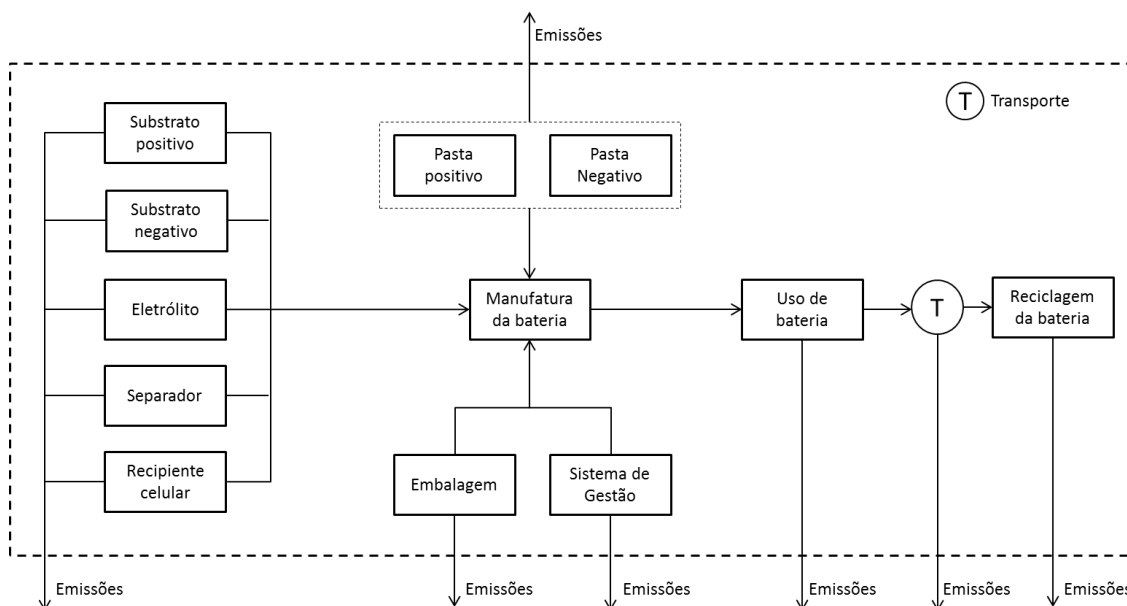 Emissões
T Transporte
Substrato
positivo
Pasta
positivo
Pasta
Negativo
Substrato
negativo
Eletrólito
Manufatura
da bateria
Uso de
bateria
T
Reciclagem
da bateria
Separador
Recipiente
celular
Embalagem
Sistema de
Gestão
Emissões
Emissões
Emissões
Emissões
Emissões
Emissões